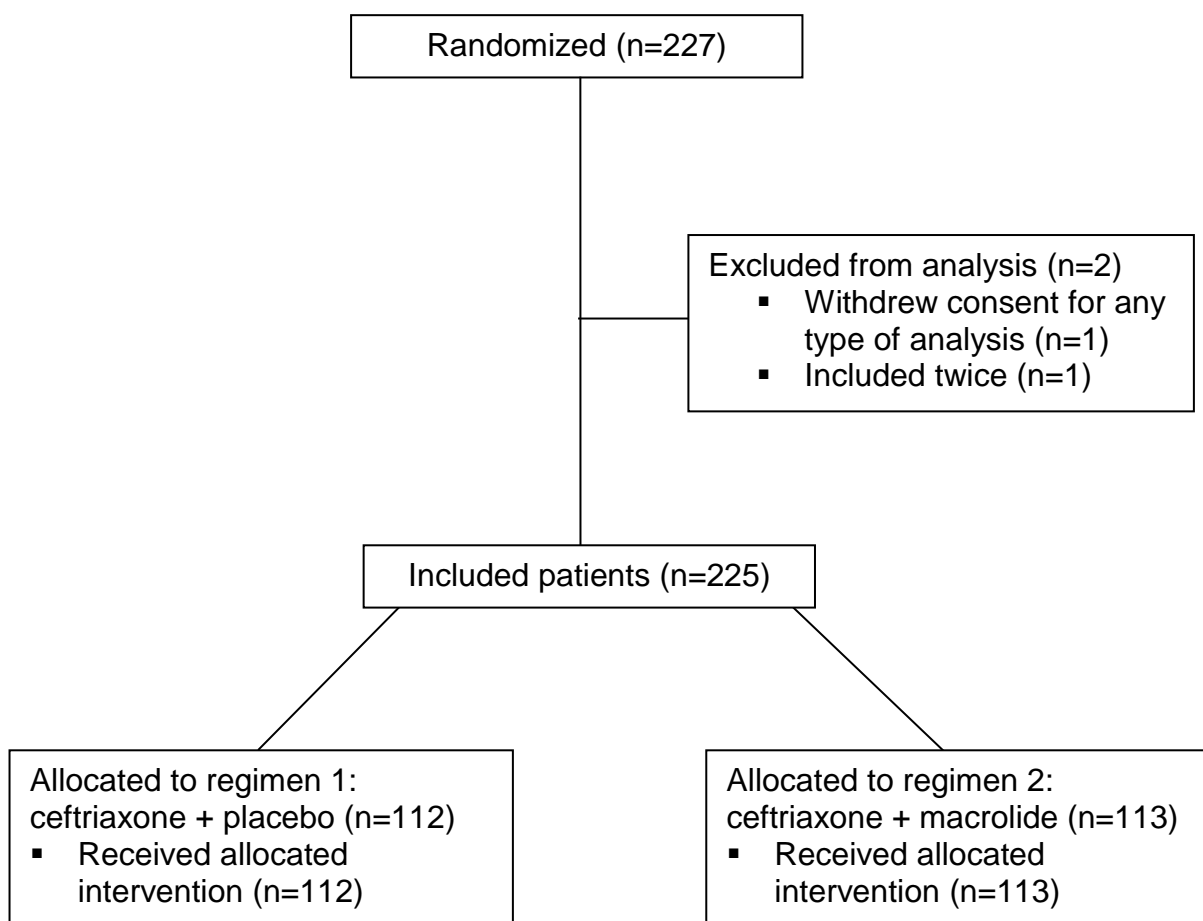 Randomized (n=227)
Excluded from analysis (n=2)
▪ Withdrew consent for any
type of analysis (n=1)
▪ Included twice (n=1)
Included patients (n=225)
Allocated to regimen 1:
ceftriaxone + placebo (n=112)
▪ Received allocated
intervention (n=112)
Allocated to regimen 2:
ceftriaxone + macrolide (n=113)
▪ Received allocated
intervention (n=113)